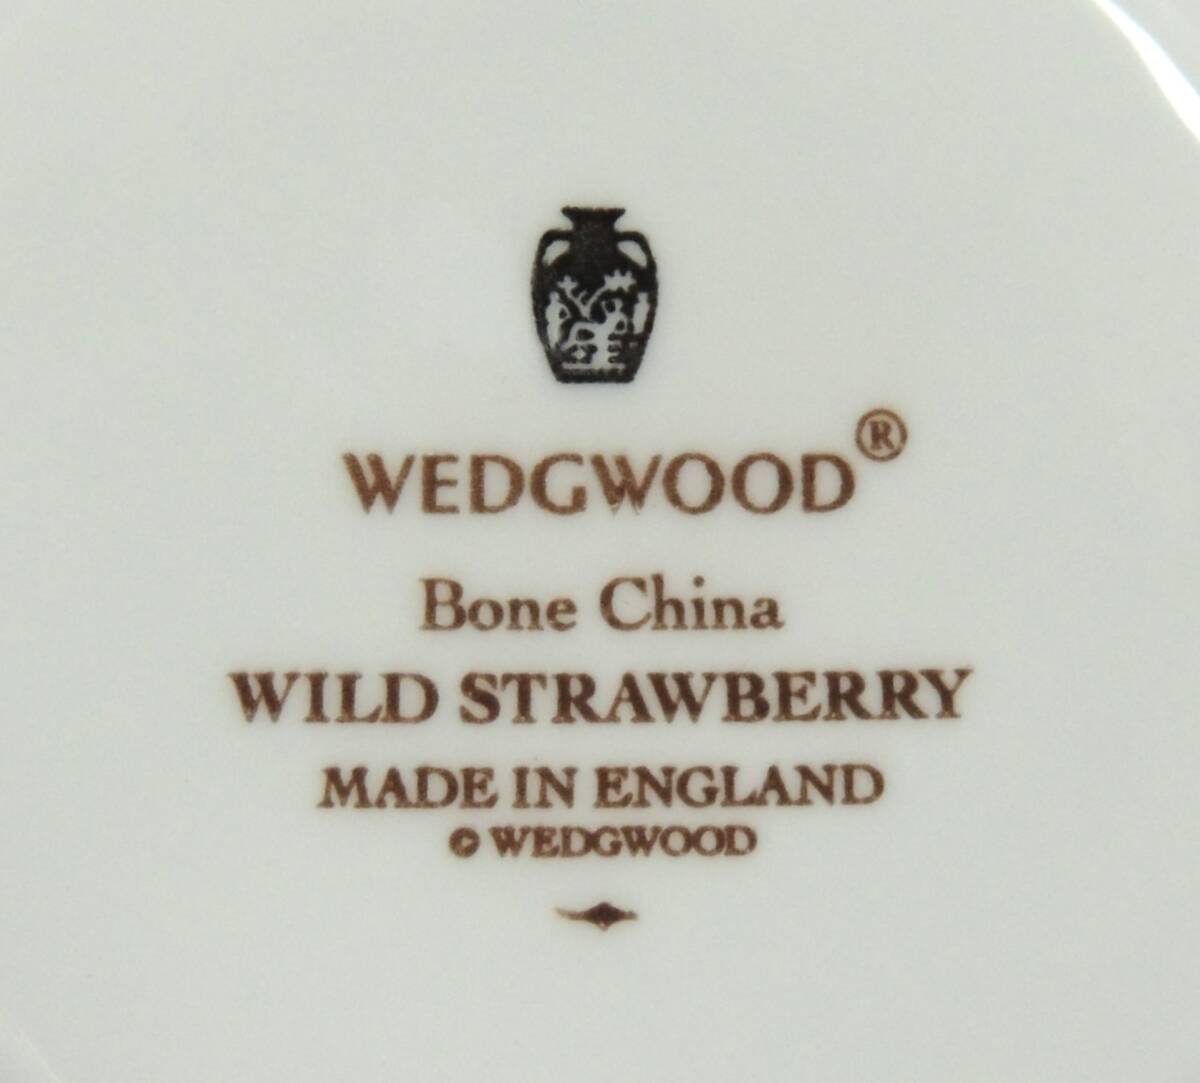 WEDGWOOD®
Bone China
WILD STRAWBERRY
MADE IN ENGLAND
© WEDGWOOD